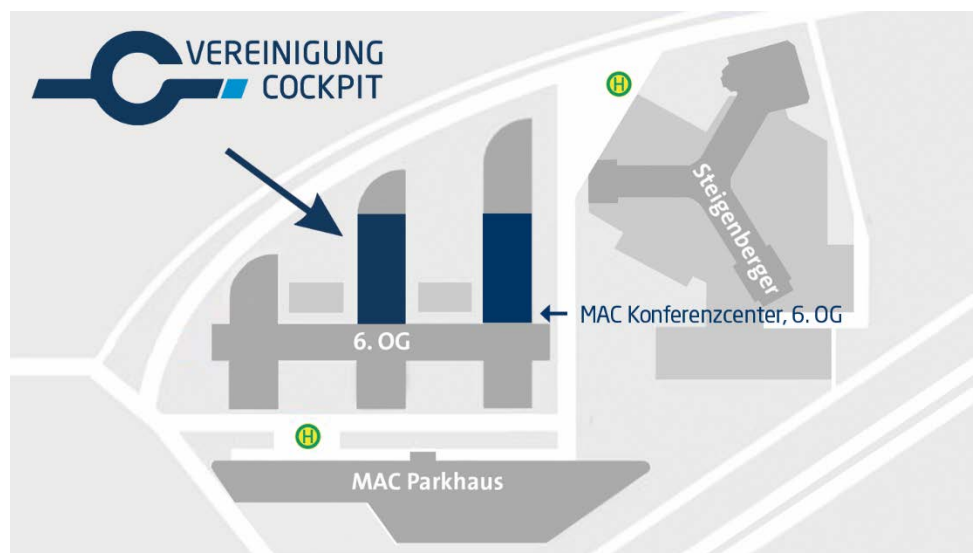 VEREINIGUNG
COCKPIT
H
Steigenberger
MAC Konferenzcenter, 6. OG
6. OG
H
MAC Parkhaus